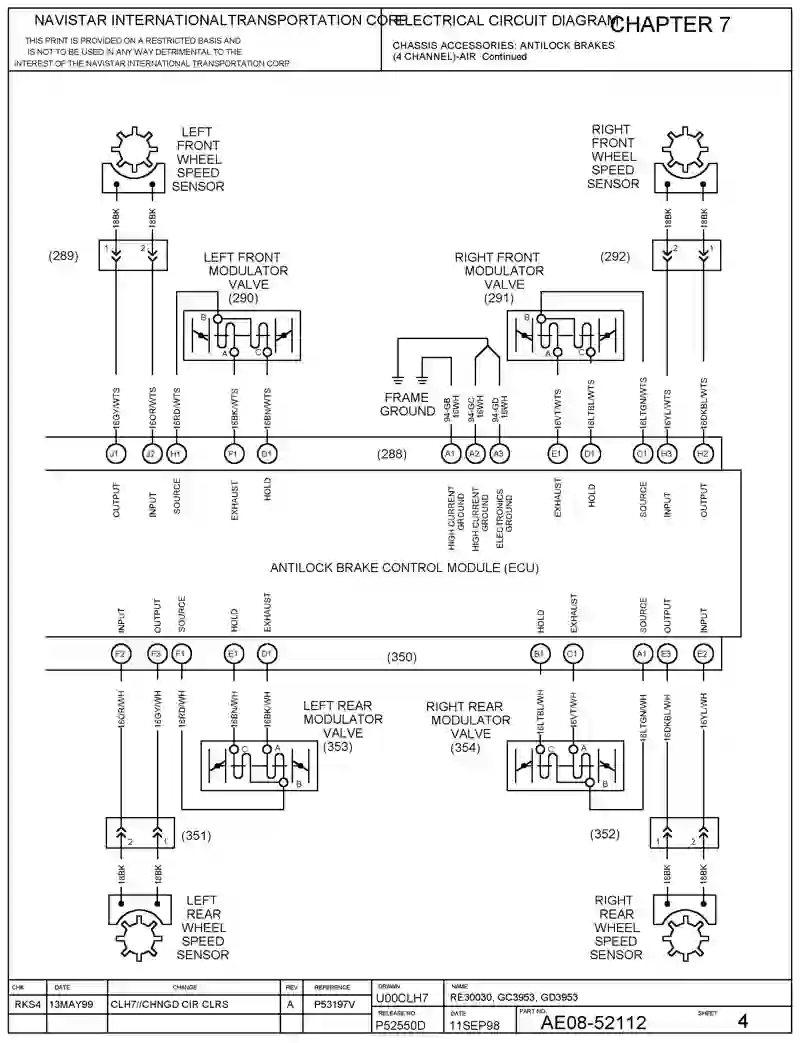 NAVISTAR INTERNATIONALTRANSPORTATION CORP.
ELECTRICAL CIRCUIT DIAGRAM
CHAPTER 7
THIS PRINT IS PROVIDED ON A RESTRICTED BASIS AND
IS NOT TO BE USED IN ANY WAY DETRIMENTAL TO THE
INTEREST OF THE NAVISTAR INTERNATIONAL TRANSPORTATION CORP
CHASSIS ACCESSORIES: ANTILOCK BRAKES
(4 CHANNEL)-AIR Continued
LEFT
FRONT
WHEEL
SPEED
SENSOR
RIGHT
FRONT
WHEEL
SPEED
SENSOR
18BK 18BK 18BK 18BK
(289) 1 2
LEFT FRONT
MODULATOR
VALVE
(290)
B A C
RIGHT FRONT
MODULATOR
VALVE
(291)
B A C
(292) 2 1
FRAME
GROUND
16GY/WTS 16OR/WTS 16RD/WTS 16BK/WTS 16BN/WTS
94-GB 16WH 94-GC 16WH 94-GD 16WH
16VT/WTS 16LTBL/WTS 16LTGN/WTS 16YL/WTS 16DKBL/WTS
J1 J2 H1 F1 D1 (288) A1 A2 A3 E1 D1 C1 H3 H2
OUTPUT INPUT SOURCE EXHAUST HOLD
HIGH CURRENT GROUND HIGH CURRENT GROUND ELECTRONICS GROUND
EXHAUST HOLD SOURCE INPUT OUTPUT
ANTILOCK BRAKE CONTROL MODULE (ECU)
INPUT OUTPUT SOURCE HOLD EXHAUST HOLD EXHAUST SOURCE OUTPUT INPUT
F2 F3 F1 E1 D1 (350) B1 C1 A1 E3 E2
16OR/WH 16GY/WH 16RD/WH 16BN/WH 16BK/WH 16LTBL/WH 16VT/WH 16LTGN/WH 16DKBL/WH 16YL/WH
LEFT REAR
MODULATOR
VALVE
(353)
C A B
RIGHT REAR
MODULATOR
VALVE
(354)
C A B
2 1 (351)
(352) 1 2
18BK 18BK 18BK 18BK
LEFT
REAR
WHEEL
SPEED
SENSOR
RIGHT
REAR
WHEEL
SPEED
SENSOR
CHK DATE CHANGE REV REFERENCE DRAWN NAME
RKS4 13MAY99 CLH7//CHNGD CIR CLRS A P53197V U00CLH7 RE30030, GC3953, GD3953
RELEASE NO. DATE PART NO. SHEET
P52550D 11SEP98 AE08-52112 4